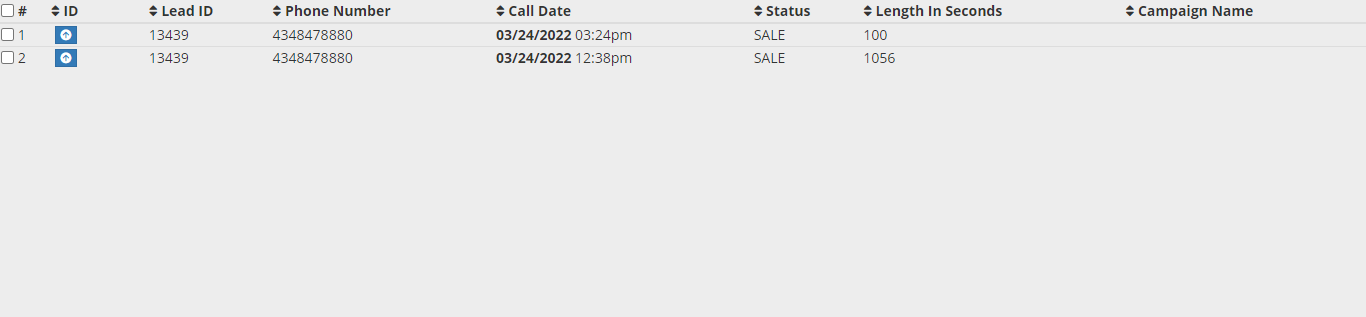 # ID Lead ID Phone Number Call Date Status Length In Seconds Campaign Name
1 13439 4348478880 03/24/2022 03:24pm SALE 100
2 13439 4348478880 03/24/2022 12:38pm SALE 1056